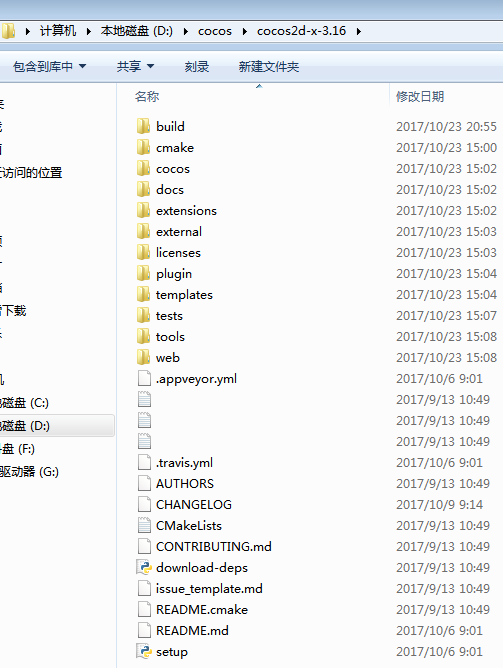 计算机 本地磁盘 (D:) cocos cocos2d-x-3.16
包含到库中 共享 刻录 新建文件夹
名称 修改日期
build 2017/10/23 20:55
cmake 2017/10/23 15:00
cocos 2017/10/23 15:02
docs 2017/10/23 15:02
extensions 2017/10/23 15:02
external 2017/10/23 15:03
licenses 2017/10/23 15:03
plugin 2017/10/23 15:04
templates 2017/10/23 15:04
tests 2017/10/23 15:07
tools 2017/10/23 15:08
web 2017/10/23 15:08
.appveyor.yml 2017/10/6 9:01
2017/9/13 10:49
2017/9/13 10:49
2017/9/13 10:49
.travis.yml 2017/10/6 9:01
AUTHORS 2017/9/13 10:49
CHANGELOG 2017/10/9 9:14
CMakeLists 2017/9/13 10:49
CONTRIBUTING.md 2017/9/13 10:49
download-deps 2017/9/13 10:49
issue_template.md 2017/9/13 10:49
README.cmake 2017/9/13 10:49
README.md 2017/10/6 9:01
setup 2017/10/6 9:01
访问的位置
下载
磁盘 (C:)
磁盘 (D:)
盘 (F:)
驱动器 (G:)